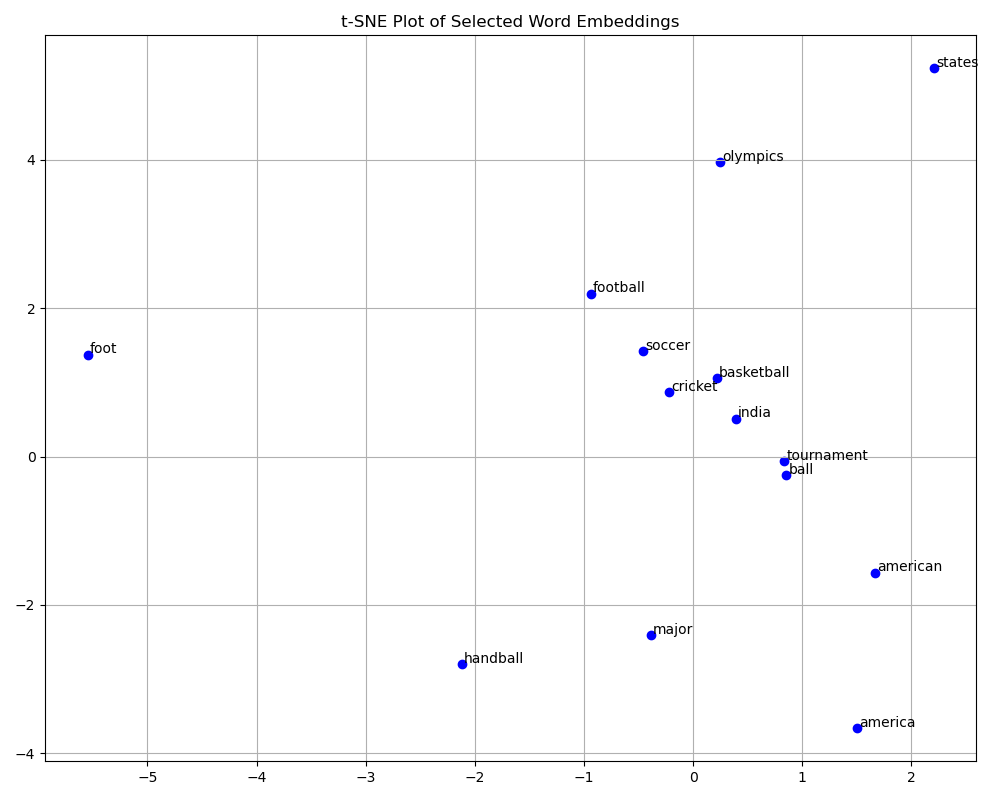 t-SNE Plot of Selected Word Embeddings
states
olympics
4
football
2
soccer
foot
basketball
cricket
india
tournament
0
ball
american
−2
major
handball
america
−4
−5
−4
−3
−2
−1
0
1
2